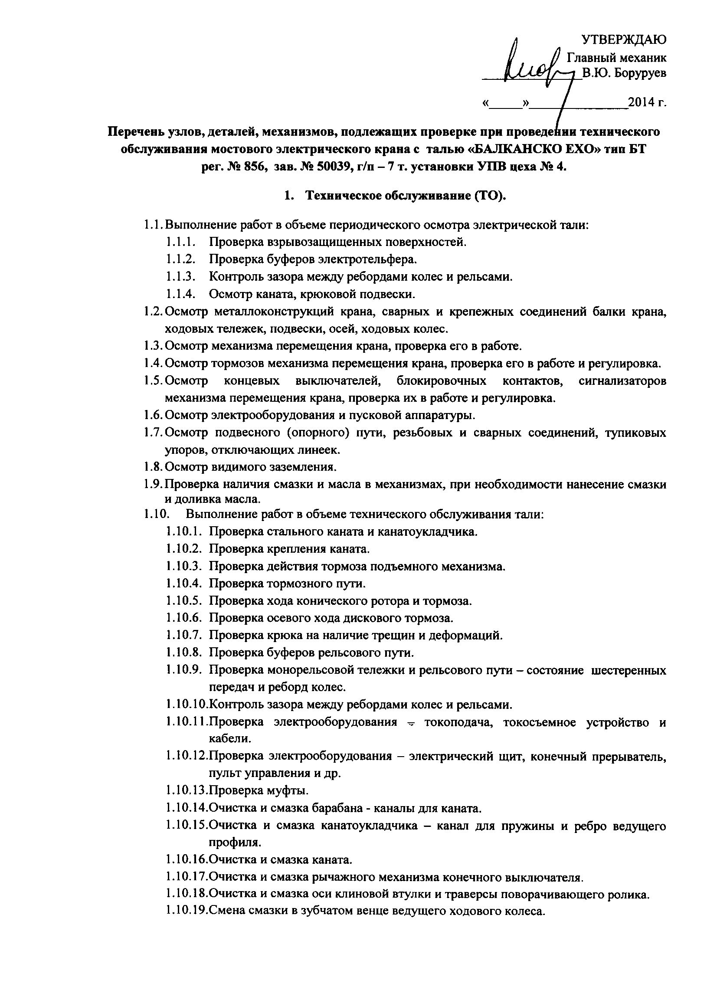 УТВЕРЖДАЮ
Главный механик
____________В.Ю. Боруруев
«_____»_______________2014 г.
Перечень узлов, деталей, механизмов, подлежащих проверке при проведении технического
обслуживания мостового электрического крана с талью «БАЛКАНСКО ЕХО» тип БТ
рег. № 856, зав. № 50039, г/п – 7 т. установки УПВ цеха № 4.
1. Техническое обслуживание (ТО).
1.1. Выполнение работ в объеме периодического осмотра электрической тали:
1.1.1. Проверка взрывозащищенных поверхностей.
1.1.2. Проверка буферов электротельфера.
1.1.3. Контроль зазора между ребордами колес и рельсами.
1.1.4. Осмотр каната, крюковой подвески.
1.2. Осмотр металлоконструкций крана, сварных и крепежных соединений балки крана,
ходовых тележек, подвески, осей, ходовых колес.
1.3. Осмотр механизма перемещения крана, проверка его в работе.
1.4. Осмотр тормозов механизма перемещения крана, проверка его в работе и регулировка.
1.5. Осмотр концевых выключателей, блокировочных контактов, сигнализаторов
механизма перемещения крана, проверка их в работе и регулировка.
1.6. Осмотр электрооборудования и пусковой аппаратуры.
1.7. Осмотр подвесного (опорного) пути, резьбовых и сварных соединений, тупиковых
упоров, отключающих линеек.
1.8. Осмотр видимого заземления.
1.9. Проверка наличия смазки и масла в механизмах, при необходимости нанесение смазки
и доливка масла.
1.10. Выполнение работ в объеме технического обслуживания тали:
1.10.1. Проверка стального каната и канатоукладчика.
1.10.2. Проверка крепления каната.
1.10.3. Проверка действия тормоза подъемного механизма.
1.10.4. Проверка тормозного пути.
1.10.5. Проверка хода конического ротора и тормоза.
1.10.6. Проверка осевого хода дискового тормоза.
1.10.7. Проверка крюка на наличие трещин и деформаций.
1.10.8. Проверка буферов рельсового пути.
1.10.9. Проверка монорельсовой тележки и рельсового пути – состояние шестеренных
передач и реборд колес.
1.10.10. Контроль зазора между ребордами колес и рельсами.
1.10.11. Проверка электрооборудования – токоподача, токосъемное устройство и
кабели.
1.10.12. Проверка электрооборудования – электрический щит, конечный прерыватель,
пульт управления и др.
1.10.13. Проверка муфты.
1.10.14. Очистка и смазка барабана - каналы для каната.
1.10.15. Очистка и смазка канатоукладчика – канал для пружины и ребро ведущего
профиля.
1.10.16. Очистка и смазка каната.
1.10.17. Очистка и смазка рычажного механизма конечного выключателя.
1.10.18. Очистка и смазка оси клиновой втулки и траверсы поворачивающего ролика.
1.10.19. Смена смазки в зубчатом венце ведущего ходового колеса.